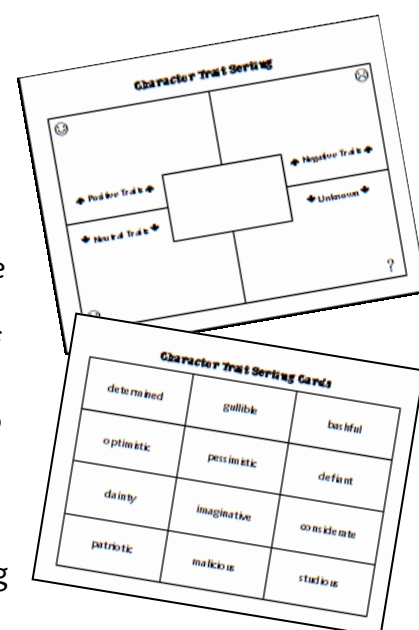 Character Trait Sorting
Positive Traits
Negative Traits
Neutral Traits
Unknown
?
Character Trait Sorting Cards
determined gullible bashful
optimistic pessimistic defiant
dainty imaginative considerate
patriotic malicious studious
g